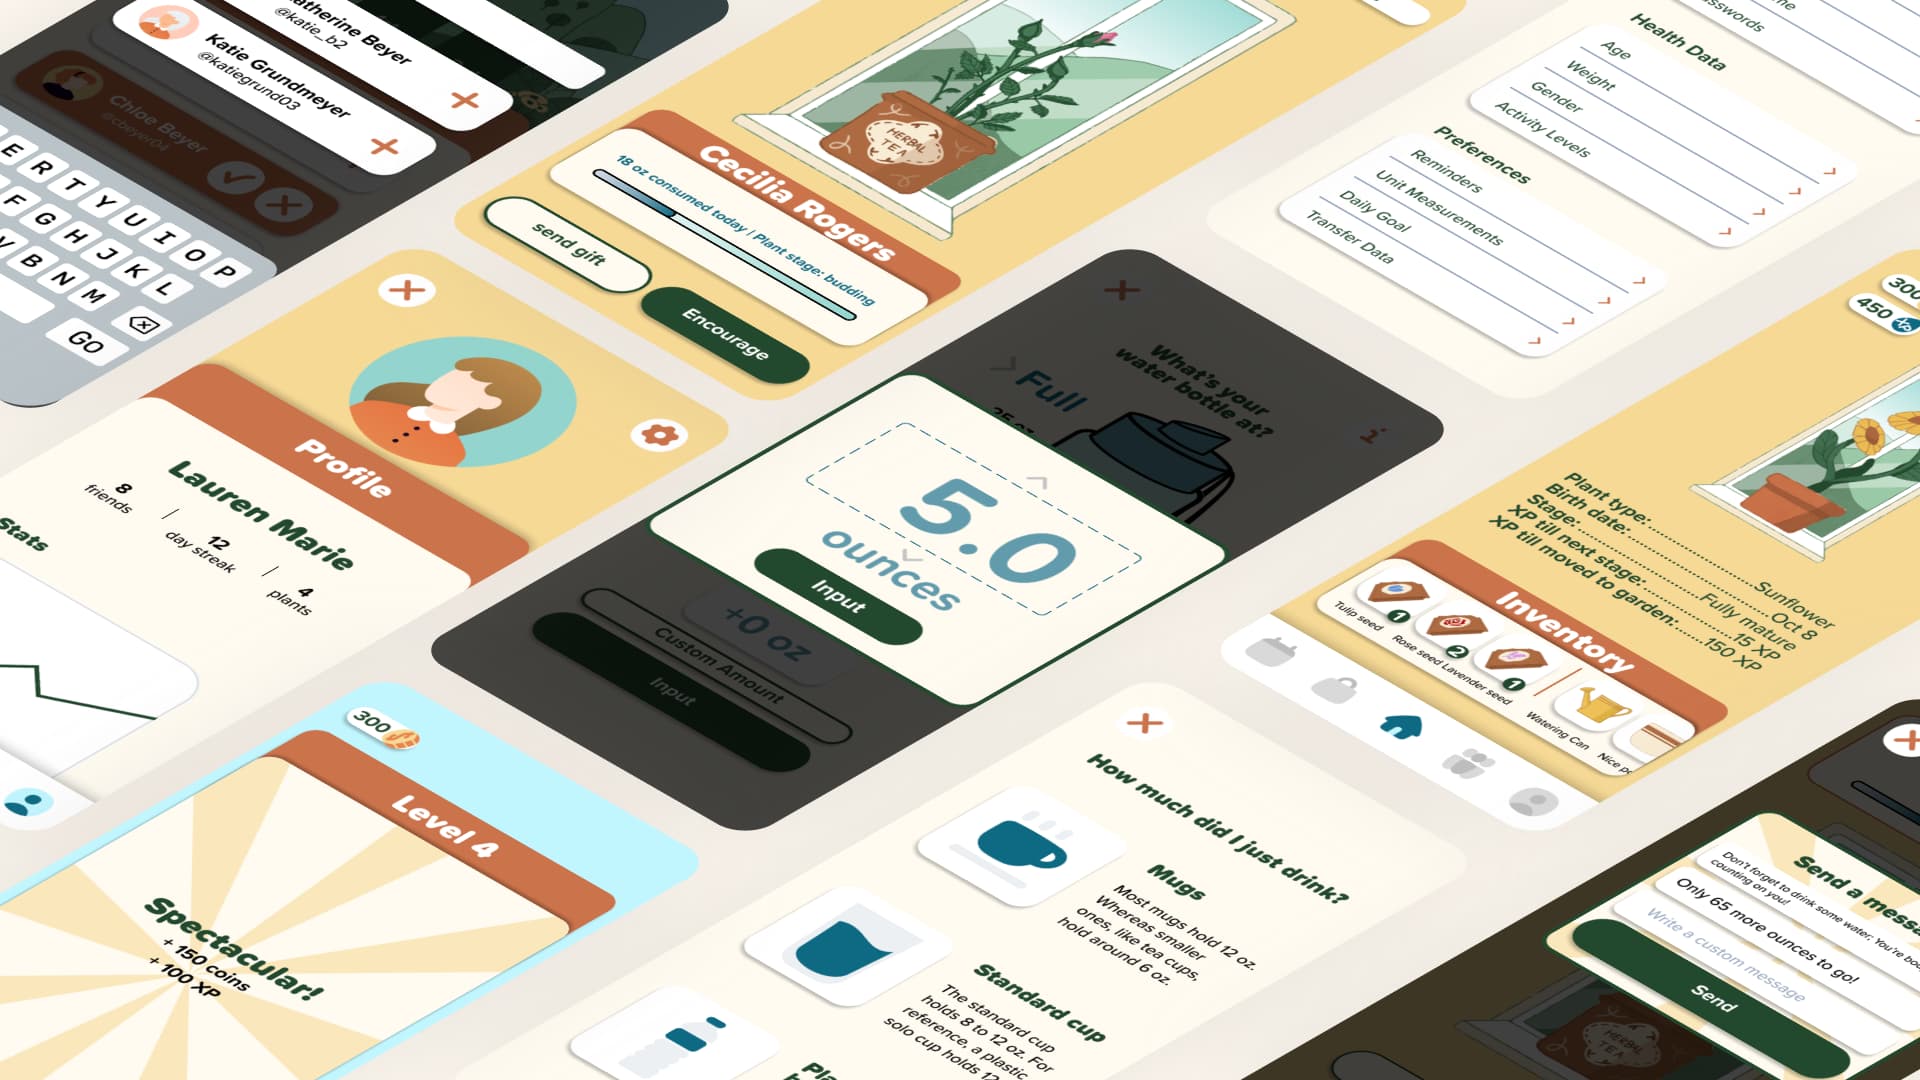 Katherine Beyer
@katie_b2
Katie Grundmeyer
@katiegrund03
Chloe Beyer
@cbeyer04
E R T Y U I O P
F G H J K L
V B N M
GO
HERBAL
TEA
Cecilia Rogers
18 oz consumed today | Plant stage: budding
send gift
Encourage
Health Data
Age
Weight
Gender
Activity Levels
Preferences
Reminders
Unit Measurements
Daily Goal
Transfer Data
Profile
Lauren Marie
8
friends
/
12
day streak
/
4
plants
Stats
What's your
water bottle at?
Full
i
5.0
ounces
Input
+0 oz
Custom Amount
Input
300
450
Plant type:..........Sunflower
Birth date:..........Oct 8
Stage:..........Fully mature
XP till next stage:..........15 XP
XP till moved to garden:..........150 XP
Inventory
1
Tulip seed
2
Rose seed
1
Lavender seed
Watering Can
Nice
300
Level 4
Spectacular!
+ 150 coins
+ 100 XP
How much did I just drink?
Mugs
Most mugs hold 12 oz.
Whereas smaller
ones, like tea cups,
hold around 6 oz.
Standard cup
The standard cup
holds 8 to 12 oz. For
reference, a plastic
solo cup holds 12
Send a
Don't forget to drink some water; You're
counting on you!
Only 65 more ounces to go!
Write a custom message
Send
HERBAL
TEA